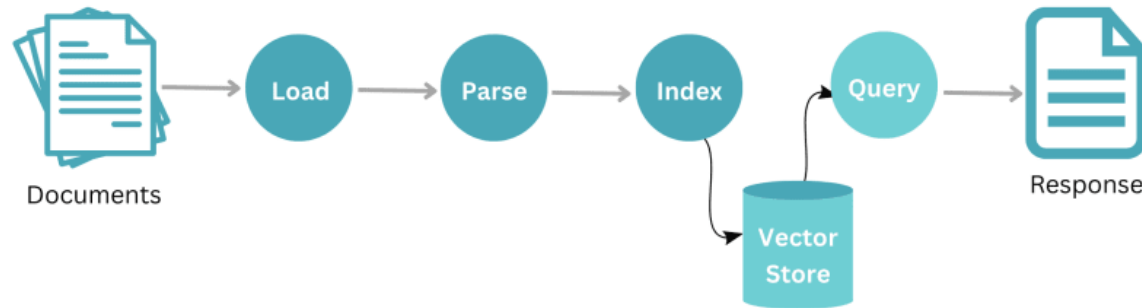 Documents
Load
Parse
Index
Vector
Store
Query
Response